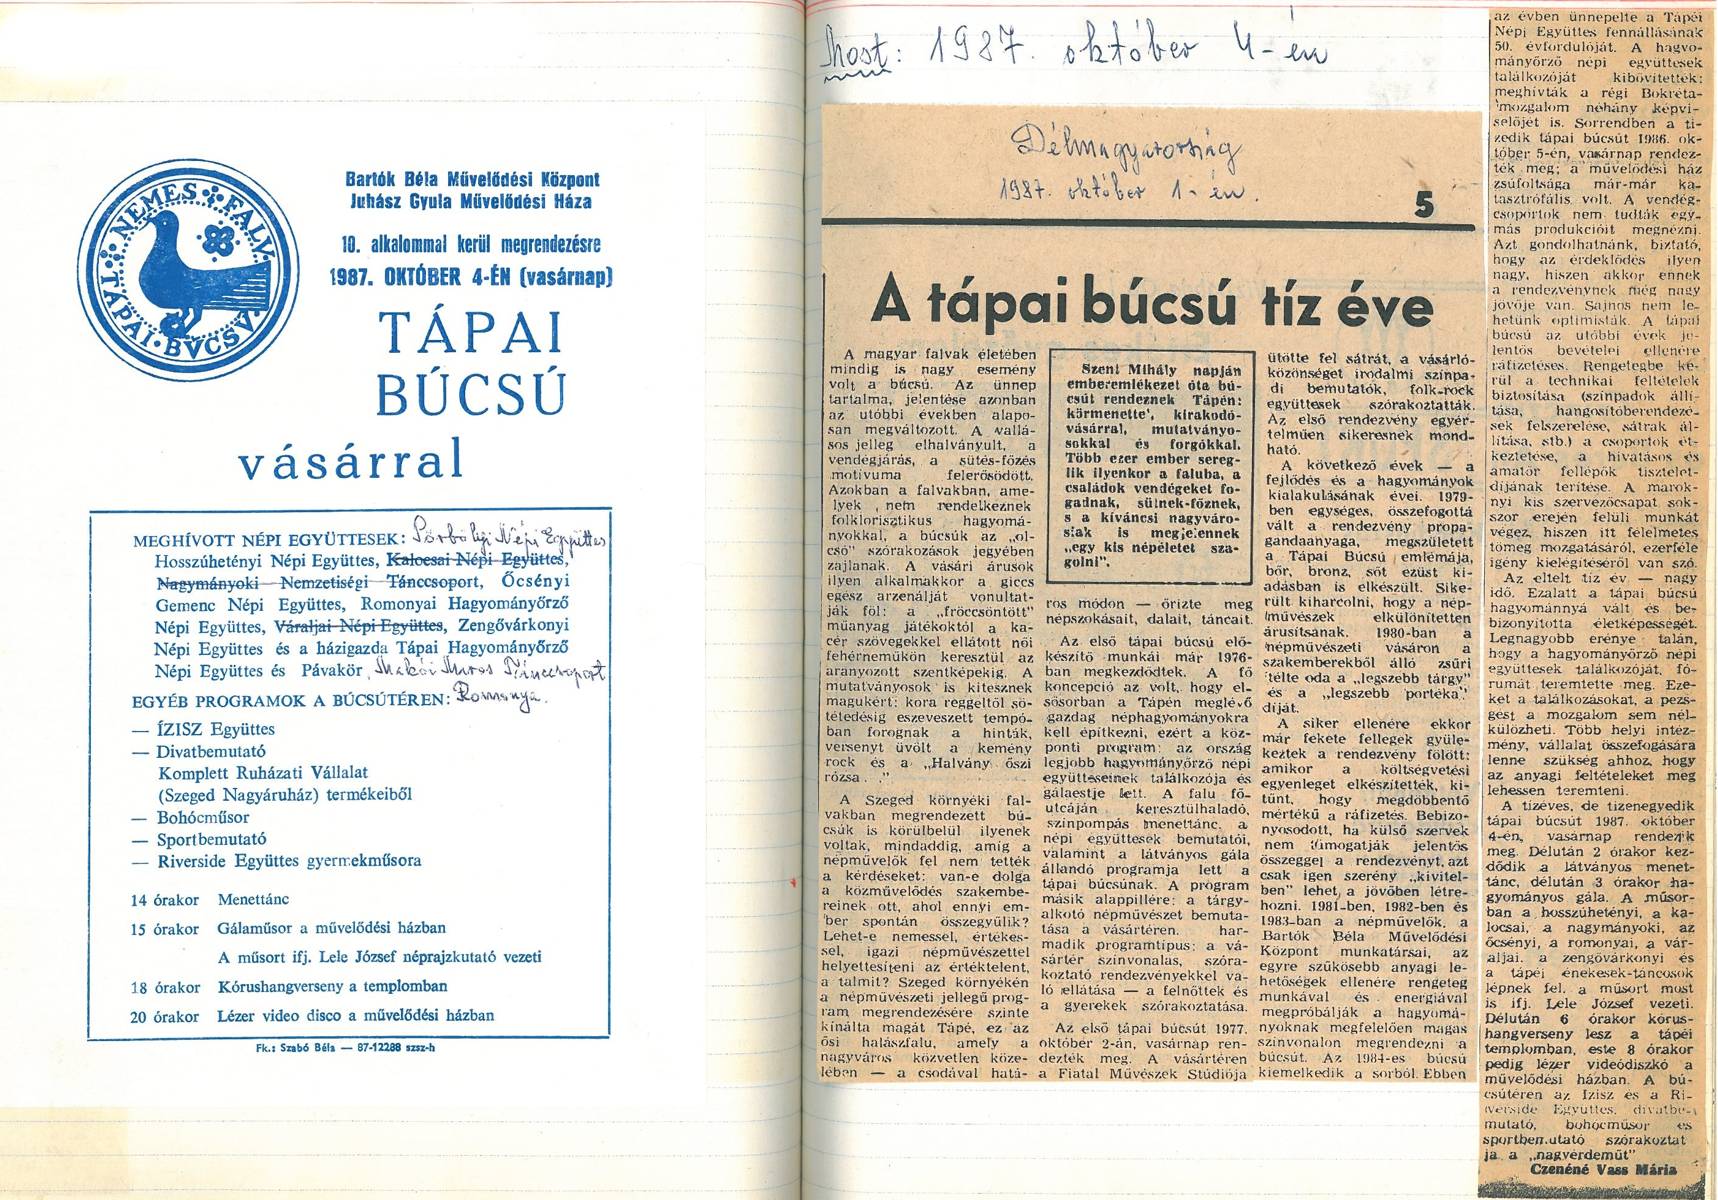 NEMES FALV
TÁPAI · BVCSV ·
Bartók Béla Művelődési Központ
Juhász Gyula Művelődési Háza
10. alkalommal kerül megrendezésre
1987. OKTÓBER 4-ÉN (vasárnap)
TÁPAI
BÚCSÚ
vásárral
MEGHÍVOTT NÉPI EGYÜTTESEK: Sárközi Népi Együttes
Hosszúhetényi Népi Együttes, Kalocsai Népi Együttes,
Nagymányoki Nemzetiségi Tánccsoport, Őcsényi
Gemenc Népi Együttes, Romonyai Hagyományőrző
Népi Együttes, Váraljai Népi Együttes, Zengővárkonyi
Népi Együttes és a házigazda Tápai Hagyományőrző
Népi Együttes és Pávakör, Makói Maros Tánccsoport
EGYÉB PROGRAMOK A BÚCSÚTÉREN: Romonya.
— ÍZISZ Együttes
— Divatbemutató
Komplett Ruházati Vállalat
(Szeged Nagyáruház) termékeiből
— Bohócműsor
— Sportbemutató
— Riverside Együttes gyermekműsora
14 órakor Menettánc
15 órakor Gálaműsor a művelődési házban
A műsort ifj. Lele József néprajzkutató vezeti
18 órakor Kórushangverseny a templomban
20 órakor Lézer video disco a művelődési házban
Fk.: Szabó Béla — 87-12288 szsz-h
Most: 1987. október 4-én
Délmagyarország
1987. október 1-én.
5
A tápai búcsú tíz éve
A magyar falvak életében
mindig is nagy esemény
volt a búcsú. Az ünnep
tartalma, jelentése azonban
az utóbbi években alapo-
san megváltozott. A vallá-
sos jelleg elhalványult, a
vendégjárás, a sütés-főzés
motívuma felerősödött.
Azokban a falvakban, ame-
lyek nem rendelkeznek
folklorisztikus hagyomá-
nyokkal, a búcsúk az „ol-
csó” szórakozások jegyében
zajlanak. A vásári árusok
ilyen alkalmakkor a giccs
egész arzenálját vonultat-
ják föl: a „fröccsöntött”
műanyag játékoktól a ka-
cér szövegekkel ellátott női
fehérneműkön keresztül az
aranyozott szentképekig. A
mutatványosok is kitesznek
magukért: kora reggeltől sö-
tétedésig eszeveszett tempó-
ban forognak a hinták,
versenyt üvölt a kemény
rock és a „Halvány őszi
rózsa . .”
A Szeged környéki fal-
vakban megrendezett bú-
csúk is körülbelül ilyenek
voltak, mindaddig, amíg a
népművelők fel nem tették
a kérdéseket: van-e dolga
a közművelődés szakembe-
reinek ott, ahol ennyi em-
ber spontán összegyűlik?
Lehet-e nemessel, értékes-
sel, igazi népművészettel
helyettesíteni az értéktelent,
a talmit? Szeged környékén
a népművészeti jellegű prog-
ram megrendezésére szinte
kínálta magát Tápé, ez az
ősi halászfalu, amely a
nagyváros közvetlen köze-
lében — a csodával hatá-
Szent Mihály napján
emberemlékezet óta bú-
csút rendeznek Tápén:
körmenettel, kirakodó-
vásárral, mutatványo-
sokkal és forgókkal.
Több ezer ember sereg-
lik ilyenkor a faluba, a
családok vendégeket fo-
gadnak, sütnek-főznek,
s a kíváncsi nagyváro-
siak is megjelennek
„egy kis népéletet sza-
golni”.
ros módon — őrizte meg
népszokásait, dalait, táncait.
Az első tápai búcsú elő-
készítő munkái már 1976-
ban megkezdődtek. A fő
koncepció az volt, hogy el-
sősorban a Tápén meglévő
gazdag néphagyományokra
kell építkezni, ezért a köz-
ponti program: az ország
legjobb hagyományőrző népi
együtteseinek találkozója és
gálaestje lett. A falu fő-
utcáján keresztülhaladó,
színpompás menettánc, a
népi együttesek bemutatói,
valamint a látványos gála
állandó programja lett a
tápai búcsúnak. A program
másik alappillére: a tárgy-
alkotó népművészet bemuta-
tása a vásártéren. har-
madik programtípus: a vá-
sártér színvonalas, szóra-
koztató rendezvényekkel va-
ló ellátása — a felnőttek és
a gyerekek szórakoztatása.
Az első tápai búcsút 1977.
október 2-án, vasárnap ren-
dezték meg. A vásártéren
a Fiatal Művészek Stúdiója
ütötte fel sátrát, a vásárló-
közönséget irodalmi színpa-
di bemutatók, folk-rock
együttesek szórakoztatták.
Az első rendezvény egyér-
telműen sikeresnek mond-
ható.
A következő évek — a
fejlődés és a hagyományok
kialakulásának évei. 1979-
ben egységes, összefogottá
vált a rendezvény propa-
gandaanyaga, megszületett
a Tápai Búcsú emlémája,
bőr, bronz, sőt ezüst ki-
adásban is elkészült. Sike-
rült kiharcolni, hogy a nép-
művészek elkülönítetten
árusítsanak. 1980-ban a
népművészeti vásáron a
szakemberekből álló zsűri
ítélte oda a „legszebb tárgy”
és a „legszebb portéka”
díját.
A siker ellenére ekkor
már fekete fellegek gyüle-
keztek a rendezvény fölött:
amikor a költségvetési
egyenleget elkészítették, ki-
tűnt, hogy megdöbbentő
mértékű a ráfizetés. Bebizo-
nyosodott, ha külső szervek
nem támogatják jelentős
összeggel a rendezvényt, azt
csak igen szerény „kivitel-
ben” lehet a jövőben létre-
hozni. 1981-ben, 1982-ben és
1983-ban a népművelők, a
Bartók Béla Művelődési
Központ munkatársai, az
egyre szűkösebb anyagi le-
hetőségek ellenére rengeteg
munkával és energiával
megpróbálják a hagyomá-
nyoknak megfelelően magas
színvonalon megrendezni a
búcsút. Az 1984-es búcsú
kiemelkedik a sorból. Ebben
az évben ünnepelte a Tápéi
Népi Együttes fennállásának
50. évfordulóját. A hagyo-
mányőrző népi együttesek
találkozóját kibővítették:
meghívták a régi Bokréta-
mozgalom néhány képvi-
selőjét is. Sorrendben a ti-
zedik tápai búcsút 1986. ok-
tóber 5-én, vasárnap rendez-
ték meg; a művelődési ház
zsúfoltsága már-már ka-
tasztrofális volt. A vendég-
csoportok nem tudták egy-
más produkcióit megnézni.
Azt gondolhatnánk, biztató,
hogy az érdeklődés ilyen
nagy, hiszen akkor ennek
a rendezvénynek még nagy
jövője van. Sajnos nem le-
hetünk optimisták. A tápai
búcsú az utóbbi évek je-
lentős bevételei ellenére
ráfizetéses. Rengetegbe ke-
rül a technikai feltételek
biztosítása (színpadok állí-
tása, hangosítóberendezé-
sek felszerelése, sátrak ál-
lítása, stb.) a csoportok ét-
keztetése, a hivatásos és
amatőr fellépők tisztelet-
díjának térítése. A marok-
nyi kis szervezőcsapat sok-
szor erején felüli munkát
végez, hiszen itt félelmetes
tömeg mozgatásáról, ezerféle
igény kielégítéséről van szó.
Az eltelt tíz év — nagy
idő. Ezalatt a tápai búcsú
hagyománnyá vált és be-
bizonyította életképességét.
Legnagyobb erénye talán,
hogy a hagyományőrző népi
együttesek találkozóját, fó-
rumát teremtette meg. Eze-
ket a találkozásokat, a pezs-
gést a mozgalom sem nél-
külözheti. Több helyi intéz-
mény, vállalat összefogására
lenne szükség ahhoz, hogy
az anyagi feltételeket meg
lehessen teremteni.
A tízéves, de tizenegyedik
tápai búcsút 1987. október
4-én, vasárnap rendezik
meg. Délután 2 órakor kez-
dődik a látványos menet-
tánc, délután 3 órakor ha-
gyományos gála. A műsor-
ban a hosszúhetényi, a ka-
locsai, a nagymányoki, az
őcsényi, a romonyai, a vár-
aljai, a zengővárkonyi és
a tápéi énekesek-táncosok
lépnek fel, a műsort most
is ifj. Lele József vezeti.
Délután 6 órakor kórus-
hangverseny lesz a tápéi
templomban, este 8 órakor
pedig lézer videódiszkó a
művelődési házban. A bú-
csútéren az Izisz és a Ri-
verside Együttes, divatbe-
mutató, bohócműsor és
sportbemutató szórakoztat
ja a „nagyérdeműt”
Czenéné Vass Mária